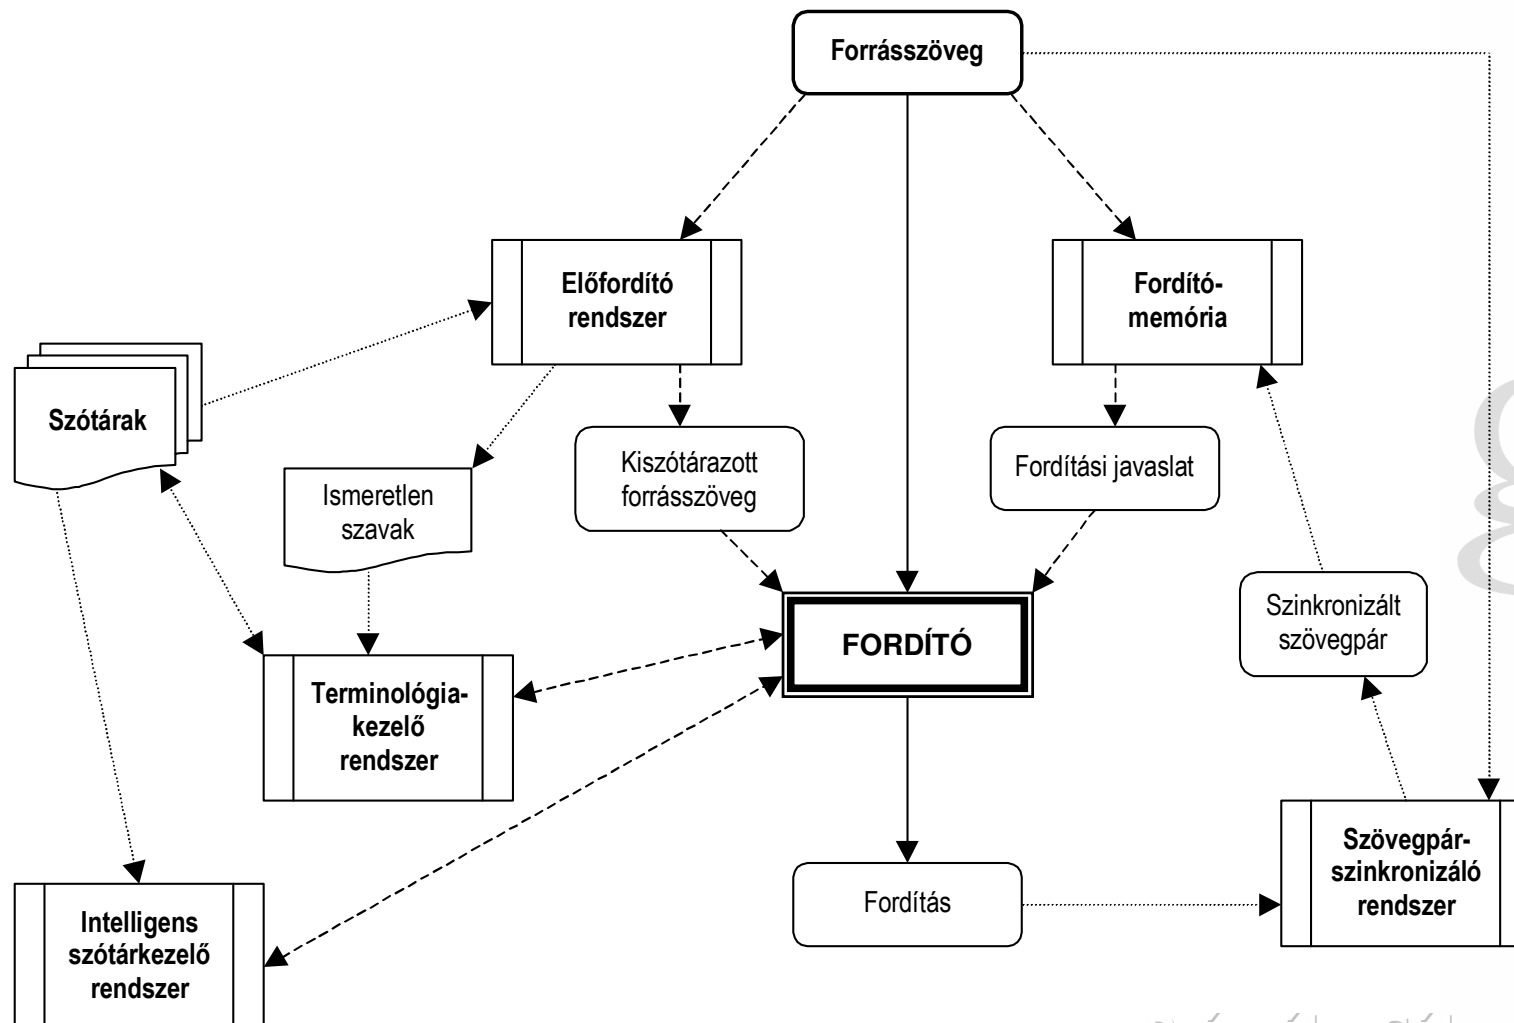 Forrásszöveg
Előfordító
rendszer
Fordító-
memória
Szótárak
Kiszótárazott
forrásszöveg
Fordítási javaslat
Ismeretlen
szavak
Szinkronizált
szövegpár
FORDÍTÓ
Terminológia-
kezelő
rendszer
Szövegpár-
szinkronizáló
rendszer
Fordítás
Intelligens
szótárkezelő
rendszer